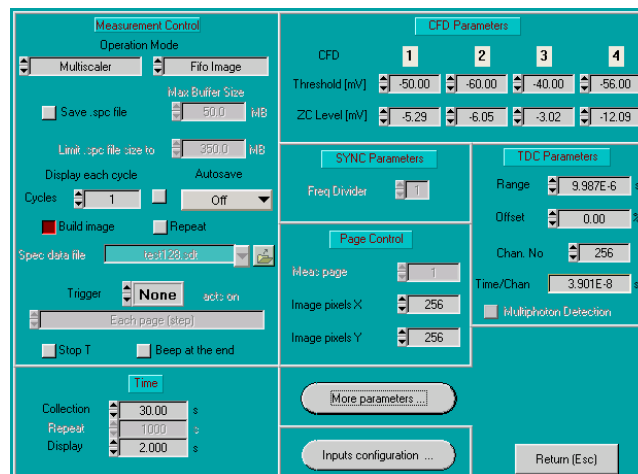 Measurement Control
Operation Mode
Multiscaler Fifo Image
Max Buffer Size
Save .spc file 50.0 MB
Limit .spc file size to 350.0 MB
Display each cycle Autosave
Cycles 1 Off
Build image Repeat
Spec data file test128.sdt
Trigger None acts on
Each page (step)
Stop T Beep at the end
Time
Collection 30.00 s
Repeat 1000 s
Display 2.000 s
CFD Parameters
CFD 1 2 3 4
Threshold [mV] -50.00 -60.00 -40.00 -56.00
ZC Level [mV] -5.29 -6.05 -3.02 -12.09
SYNC Parameters
Freq Divider 1
Page Control
Meas page 1
Image pixels X 256
Image pixels Y 256
TDC Parameters
Range 9.987E-6 s
Offset 0.00 %
Chan. No 256
Time/Chan 3.901E-8 s
Multiphoton Detection
More parameters ...
Inputs configuration ...
Return (Esc)